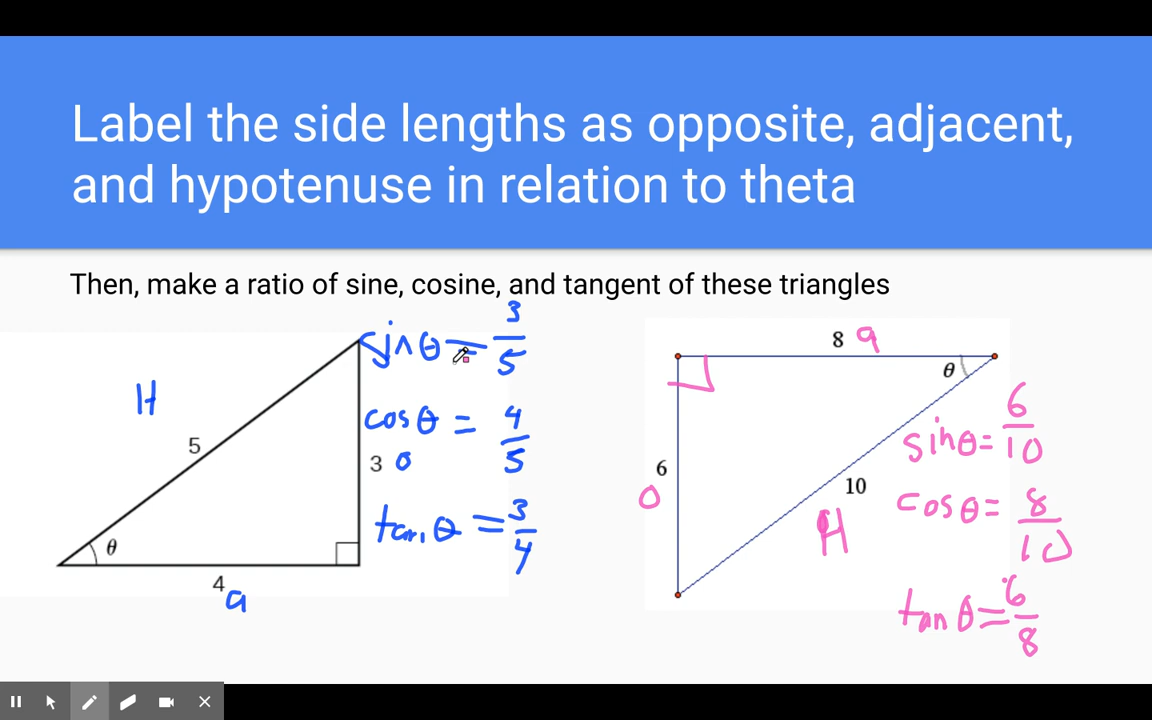 Label the side lengths as opposite, adjacent,
and hypotenuse in relation to theta
Then, make a ratio of sine, cosine, and tangent of these triangles
H
5
θ
4
a
3 o
sin θ = 3/5
cos θ = 4/5
tan θ = 3/4
8 a
θ
6
o
10
H
sin θ = 6/10
cos θ = 8/10
tan θ = 6/8